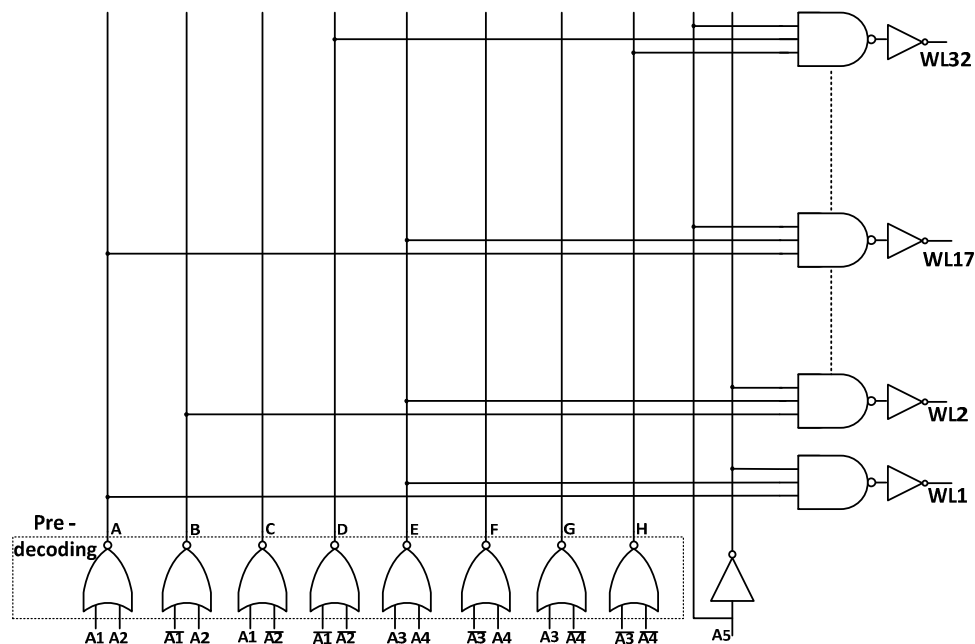 WL32
WL17
WL2
WL1
Pre -
decoding
A B C D E F G H
A1 A2 A̅1̅ A2 A1 A̅2̅ A̅1̅ A̅2̅ A3 A4 A̅3̅ A4 A3 A̅4̅ A̅3̅ A̅4̅ A5